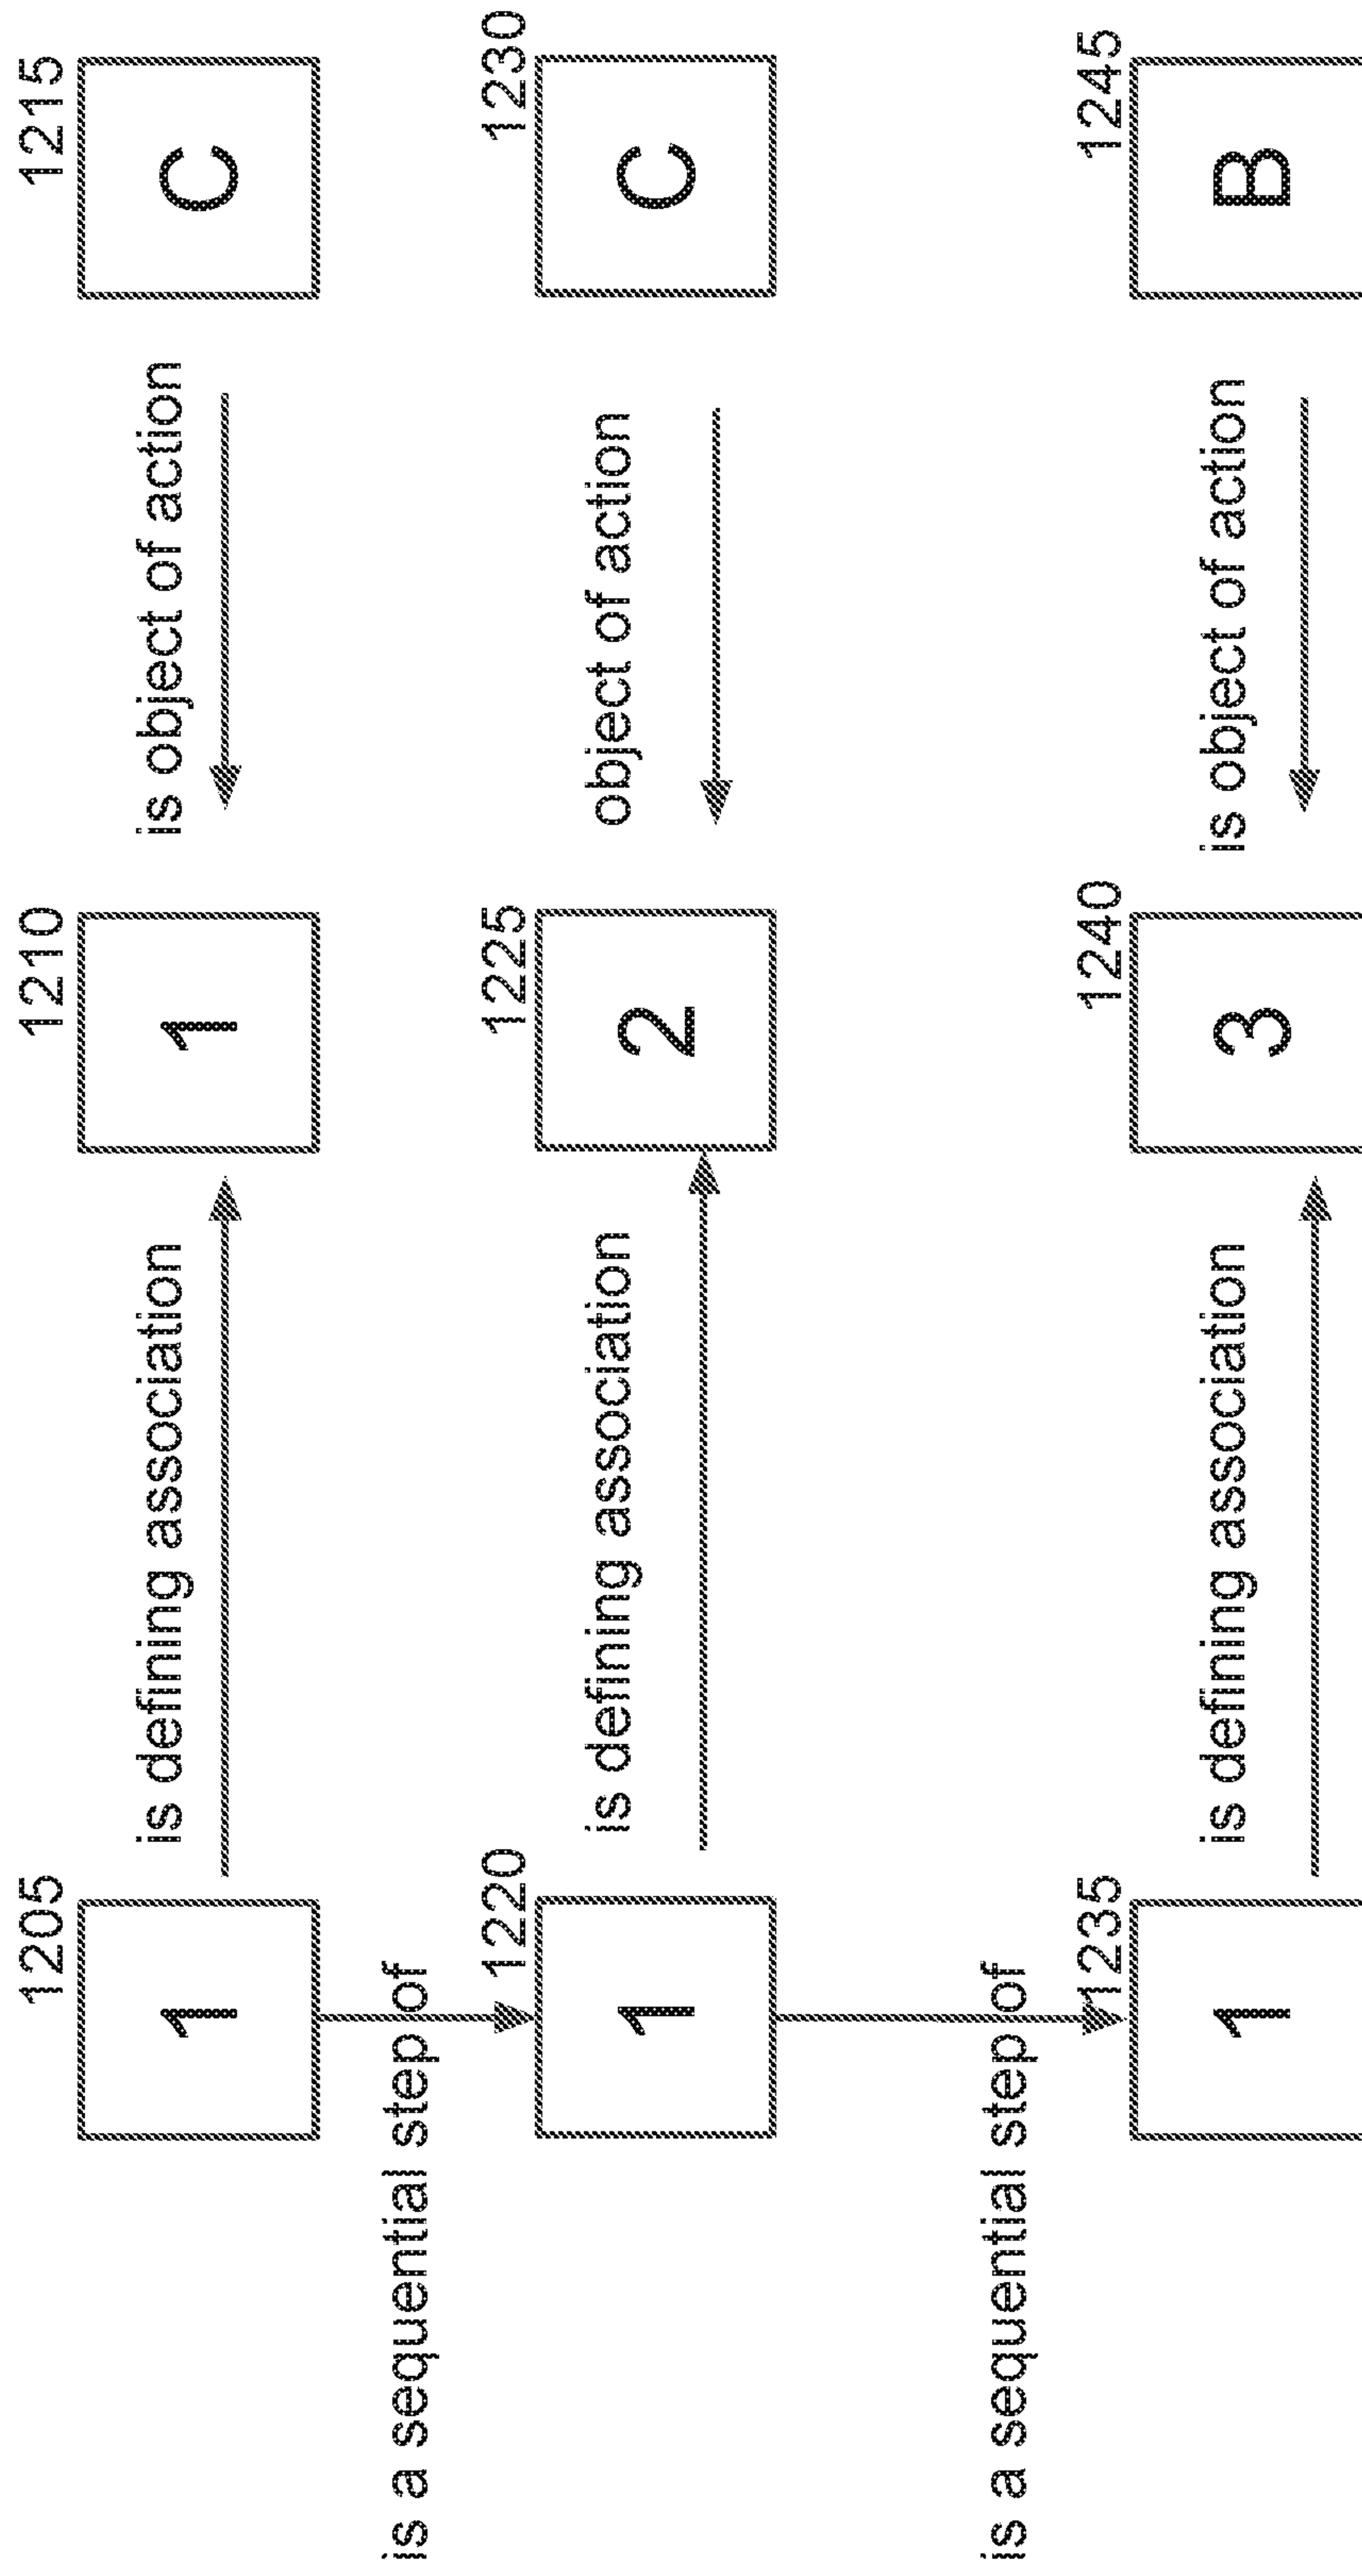 1205
1210
1215
is defining association
is object of action
1
1
C
is a sequential step of
1220
1225
1230
is defining association
object of action
1
2
C
is a sequential step of
1235
1240
1245
is defining association
is object of action
1
3
B